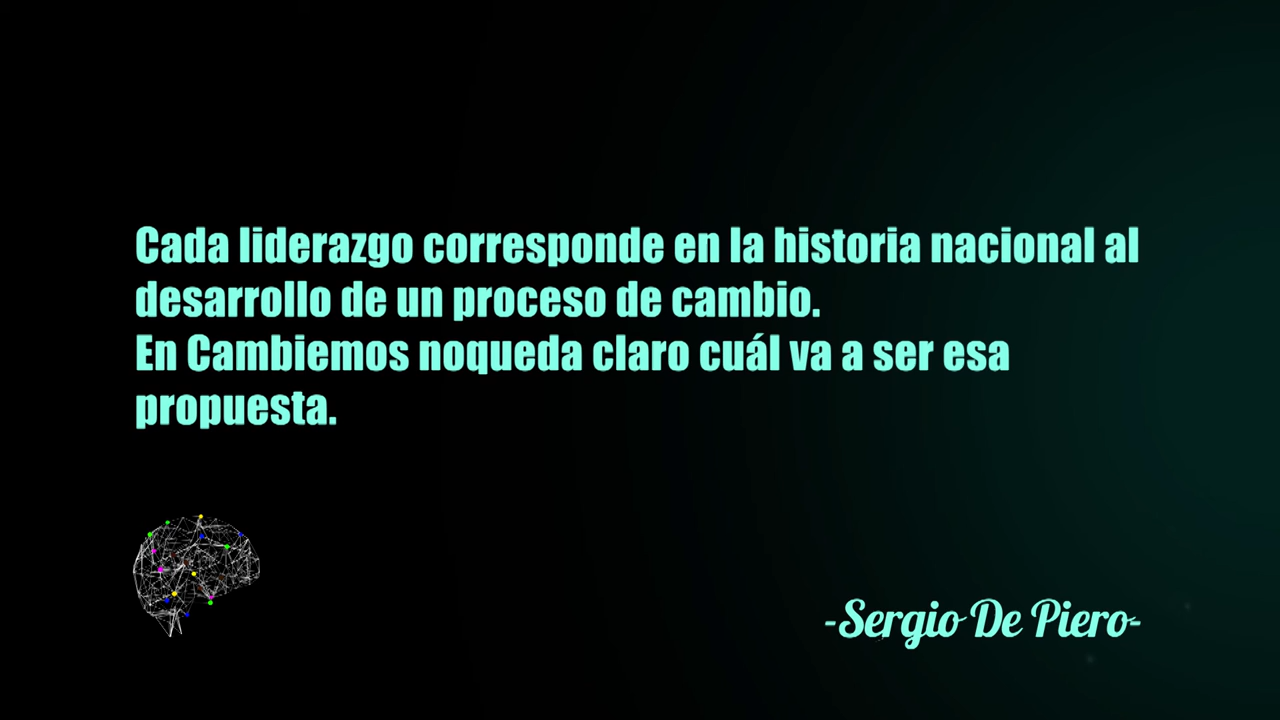 Cada liderazgo corresponde en la historia nacional al
desarrollo de un proceso de cambio.
En Cambiemos noqueda claro cuál va a ser esa
propuesta.
-Sergio De Piero-